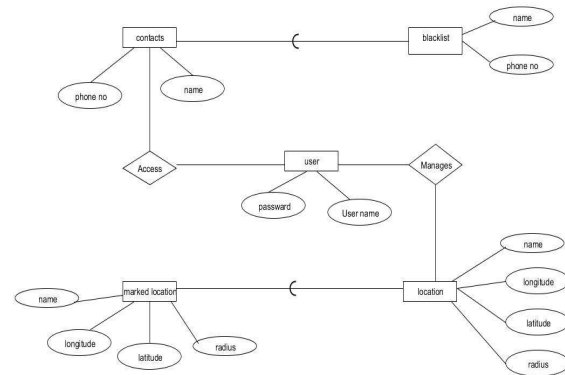 name
contacts
blacklist
phone no
name
phone no
user
Access
Manages
passward
User name
name
marked location
location
name
longitude
longitude
latitude
radius
latitude
radius